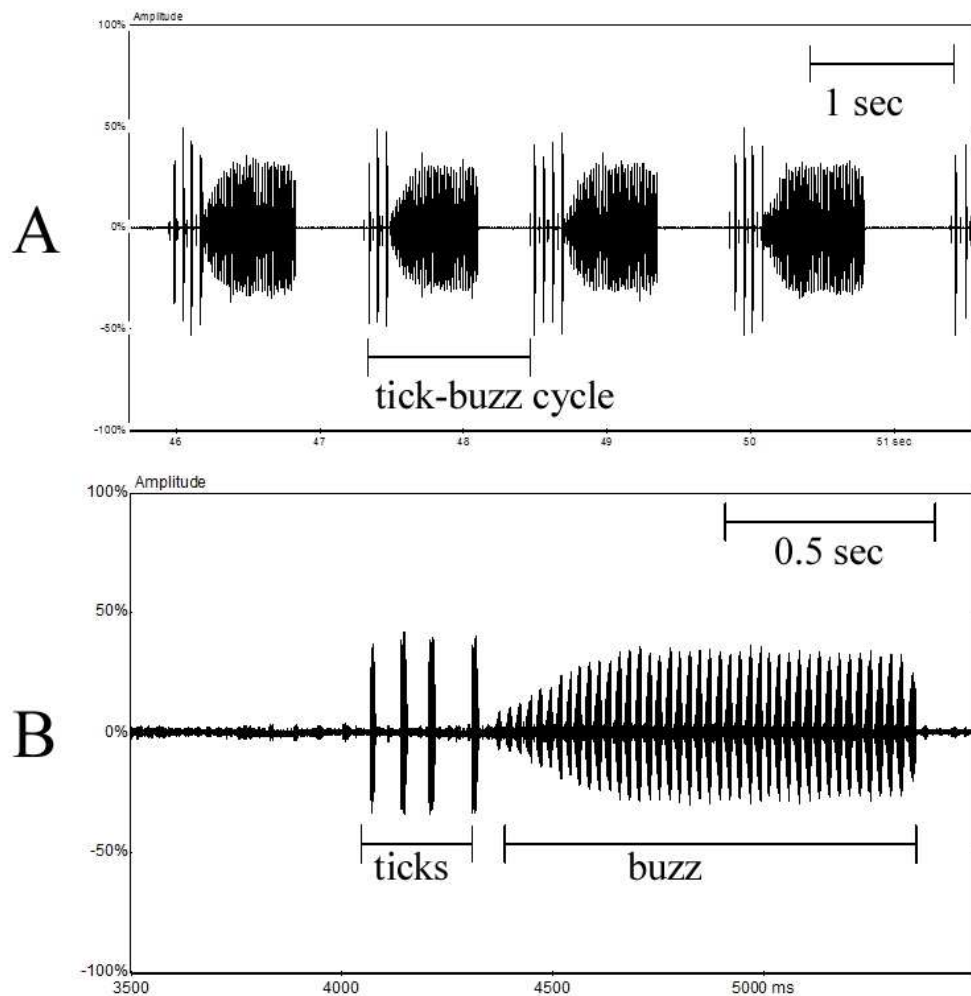 Amplitude
100%
1 sec
50%
A
0%
-50%
tick-buzz cycle
-100%
46 47 48 49 50 51 sec
Amplitude
100%
0.5 sec
50%
B
0%
-50%
ticks buzz
-100%
3500 4000 4500 5000 ms